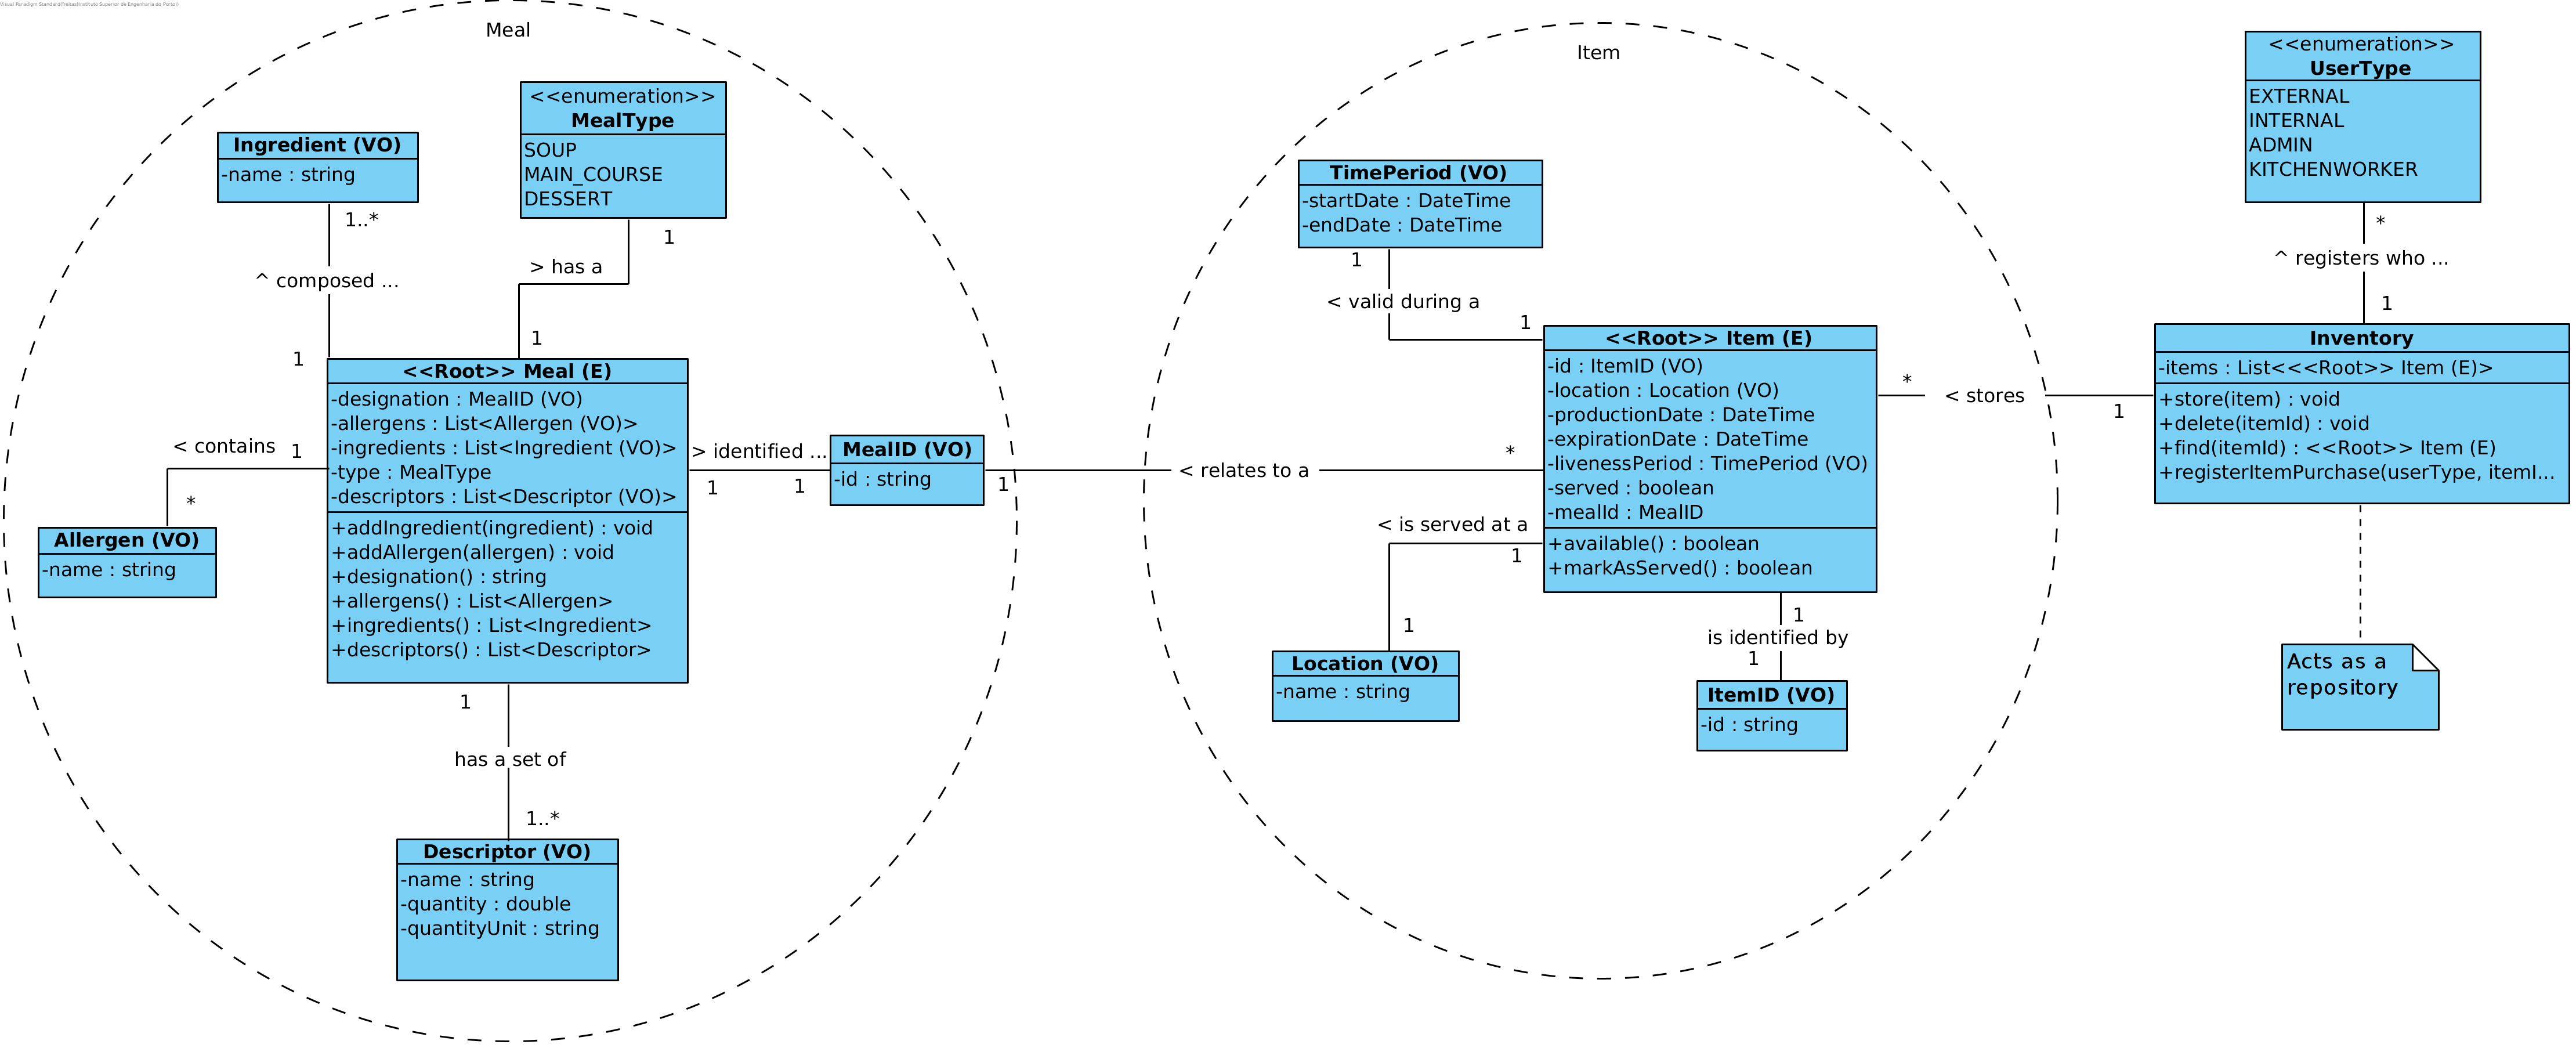 Visual Paradigm Standard(freitas(Instituto Superior de Engenharia do Porto))
Meal
<<enumeration>>
MealType
SOUP
MAIN_COURSE
DESSERT
Ingredient (VO)
-name : string
1..*
1
^ composed ...
> has a
1
1
<<Root>> Meal (E)
-designation : MealID (VO)
-allergens : List<Allergen (VO)>
-ingredients : List<Ingredient (VO)>
-type : MealType
-descriptors : List<Descriptor (VO)>
+addIngredient(ingredient) : void
+addAllergen(allergen) : void
+designation() : string
+allergens() : List<Allergen>
+ingredients() : List<Ingredient>
+descriptors() : List<Descriptor>
< contains
1
*
Allergen (VO)
-name : string
> identified ...
1
1
MealID (VO)
-id : string
1
1
has a set of
1..*
Descriptor (VO)
-name : string
-quantity : double
-quantityUnit : string
Item
TimePeriod (VO)
-startDate : DateTime
-endDate : DateTime
1
< valid during a
1
<<Root>> Item (E)
-id : ItemID (VO)
-location : Location (VO)
-productionDate : DateTime
-expirationDate : DateTime
-livenessPeriod : TimePeriod (VO)
-served : boolean
-mealId : MealID
+available() : boolean
+markAsServed() : boolean
*
< relates to a
< is served at a
1
1
Location (VO)
-name : string
1
is identified by
1
ItemID (VO)
-id : string
*
< stores
1
<<enumeration>>
UserType
EXTERNAL
INTERNAL
ADMIN
KITCHENWORKER
*
^ registers who ...
1
Inventory
-items : List<<<Root>> Item (E)>
+store(item) : void
+delete(itemId) : void
+find(itemId) : <<Root>> Item (E)
+registerItemPurchase(userType, itemI...
Acts as a
repository